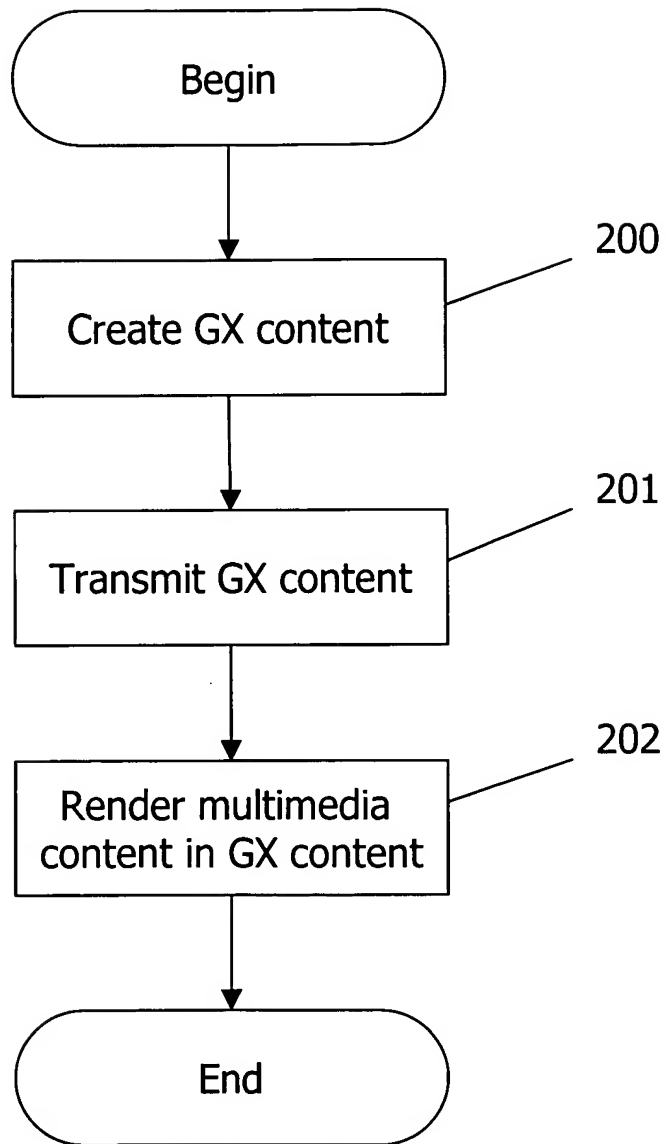 Begin
200
Create GX content
201
Transmit GX content
202
Render multimedia
content in GX content
End